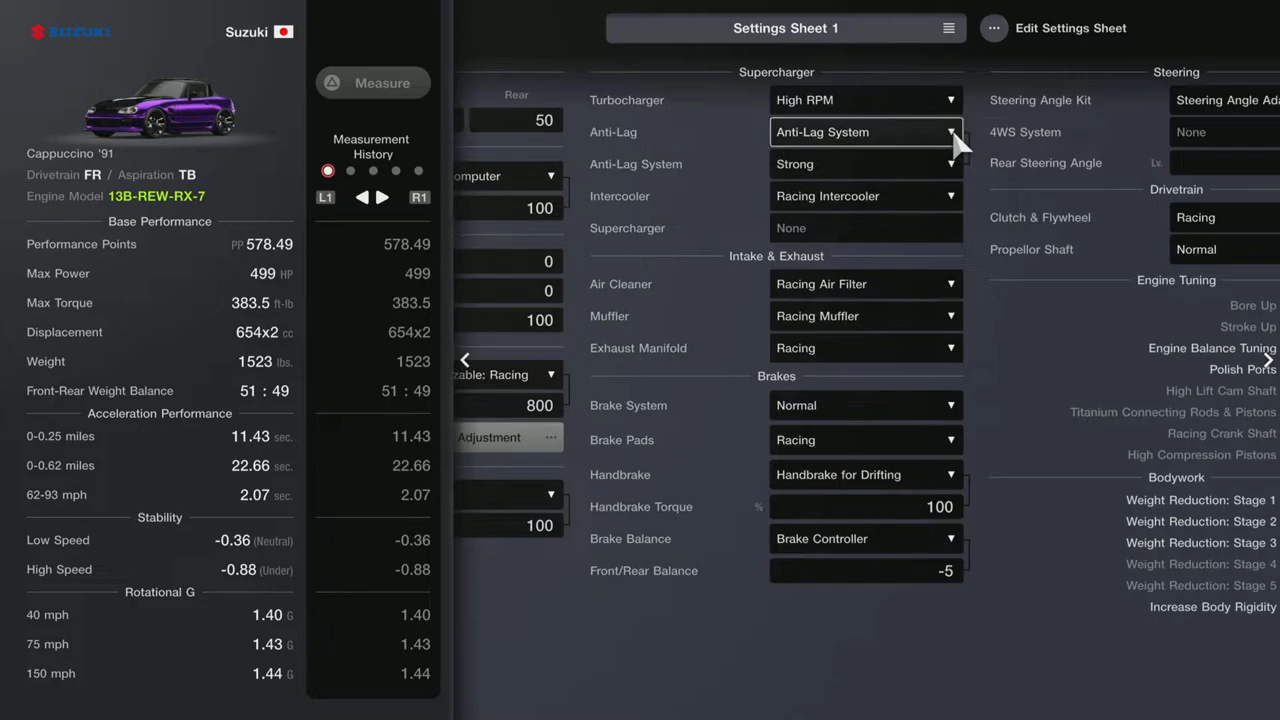 SUZUKI
Suzuki
Cappuccino '91
Drivetrain FR / Aspiration TB
Engine Model 13B-REW-RX-7
Base Performance
Performance Points PP 578.49
Max Power 499 HP
Max Torque 383.5 ft-lb
Displacement 654x2 cc
Weight 1523 lbs.
Front-Rear Weight Balance 51 : 49
Acceleration Performance
0-0.25 miles 11.43 sec.
0-0.62 miles 22.66 sec.
62-93 mph 2.07 sec.
Stability
Low Speed -0.36 (Neutral)
High Speed -0.88 (Under)
Rotational G
40 mph 1.40 G
75 mph 1.43 G
150 mph 1.44 G
Measure
Measurement
History
L1 R1
578.49
499
383.5
654x2
1523
51 : 49
11.43
22.66
2.07
-0.36
-0.88
1.40
1.43
1.44
Settings Sheet 1
Edit Settings Sheet
Rear
50
omputer
100
0
0
100
zable: Racing
800
Adjustment ...
100
Supercharger
Turbocharger High RPM
Anti-Lag Anti-Lag System
Anti-Lag System Strong
Intercooler Racing Intercooler
Supercharger None
Intake & Exhaust
Air Cleaner Racing Air Filter
Muffler Racing Muffler
Exhaust Manifold Racing
Brakes
Brake System Normal
Brake Pads Racing
Handbrake Handbrake for Drifting
Handbrake Torque % 100
Brake Balance Brake Controller
Front/Rear Balance -5
Steering
Steering Angle Kit Steering Angle Ada
4WS System None
Rear Steering Angle Lv.
Drivetrain
Clutch & Flywheel Racing
Propellor Shaft Normal
Engine Tuning
Bore Up
Stroke Up
Engine Balance Tuning
Polish Ports
High Lift Cam Shaft
Titanium Connecting Rods & Pistons
Racing Crank Shaft
High Compression Pistons
Bodywork
Weight Reduction: Stage 1
Weight Reduction: Stage 2
Weight Reduction: Stage 3
Weight Reduction: Stage 4
Weight Reduction: Stage 5
Increase Body Rigidity